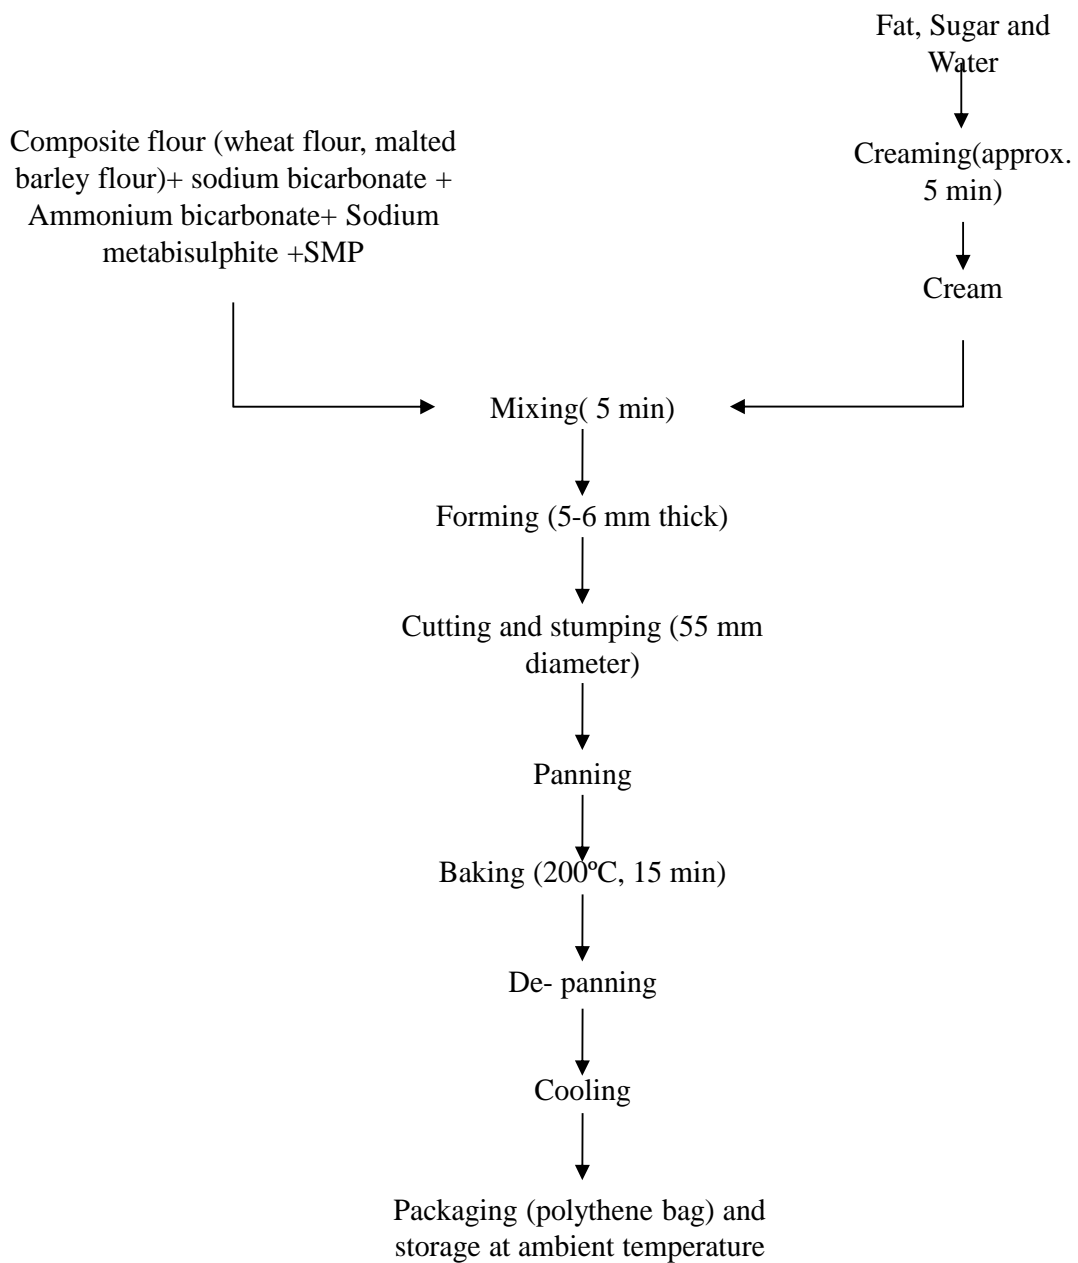 Fat, Sugar and
Water
Composite flour (wheat flour, malted
barley flour)+ sodium bicarbonate +
Ammonium bicarbonate+ Sodium
metabisulphite +SMP
Creaming(approx.
5 min)
Cream
Mixing( 5 min)
Forming (5-6 mm thick)
Cutting and stumping (55 mm
diameter)
Panning
Baking (200ºC, 15 min)
De- panning
Cooling
Packaging (polythene bag) and
storage at ambient temperature